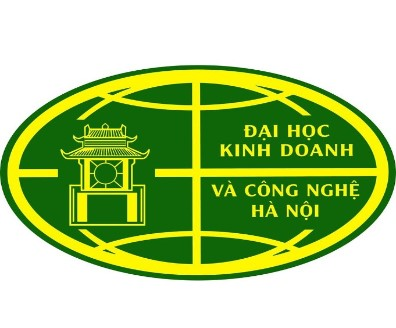 ĐẠI HỌC
KINH DOANH
VÀ CÔNG NGHỆ
HÀ NỘI